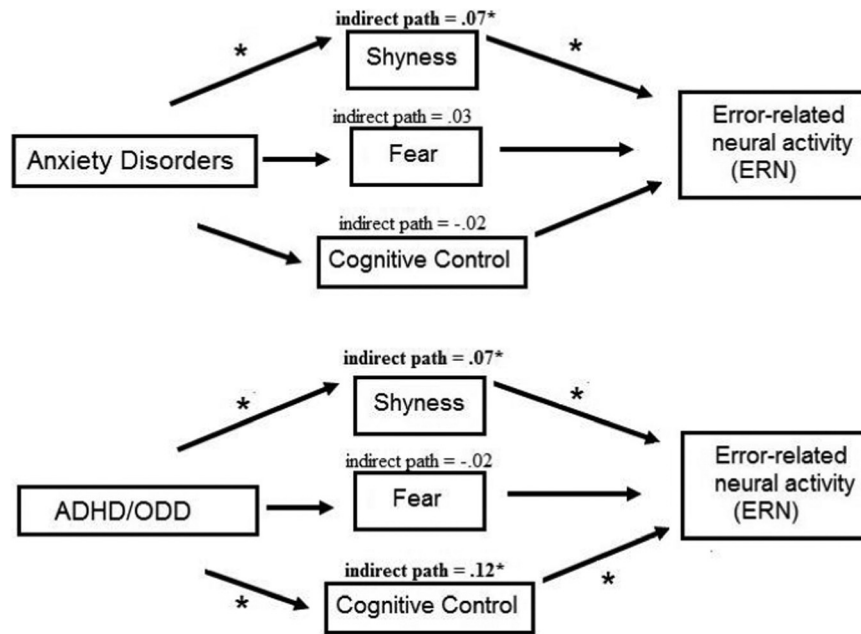 indirect path = .07*
*
Shyness
*
indirect path = .03
Anxiety Disorders
Fear
Error-related
neural activity
(ERN)
indirect path = -.02
Cognitive Control
indirect path = .07*
*
Shyness
*
indirect path = -.02
ADHD/ODD
Fear
Error-related
neural activity
(ERN)
indirect path = .12*
*
Cognitive Control
*